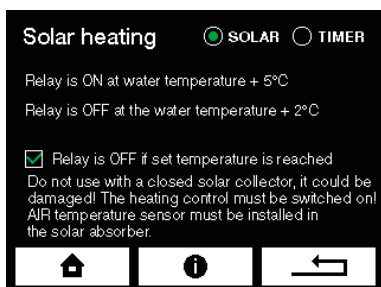 Solar heating SOLAR TIMER
Relay is ON at water temperature + 5°C
Relay is OFF at the water temperature + 2°C
Relay is OFF if set temperature is reached
Do not use with a closed solar collector, it could be
damaged! The heating control must be switched on!
AIR temperature sensor must be installed in
the solar absorber.